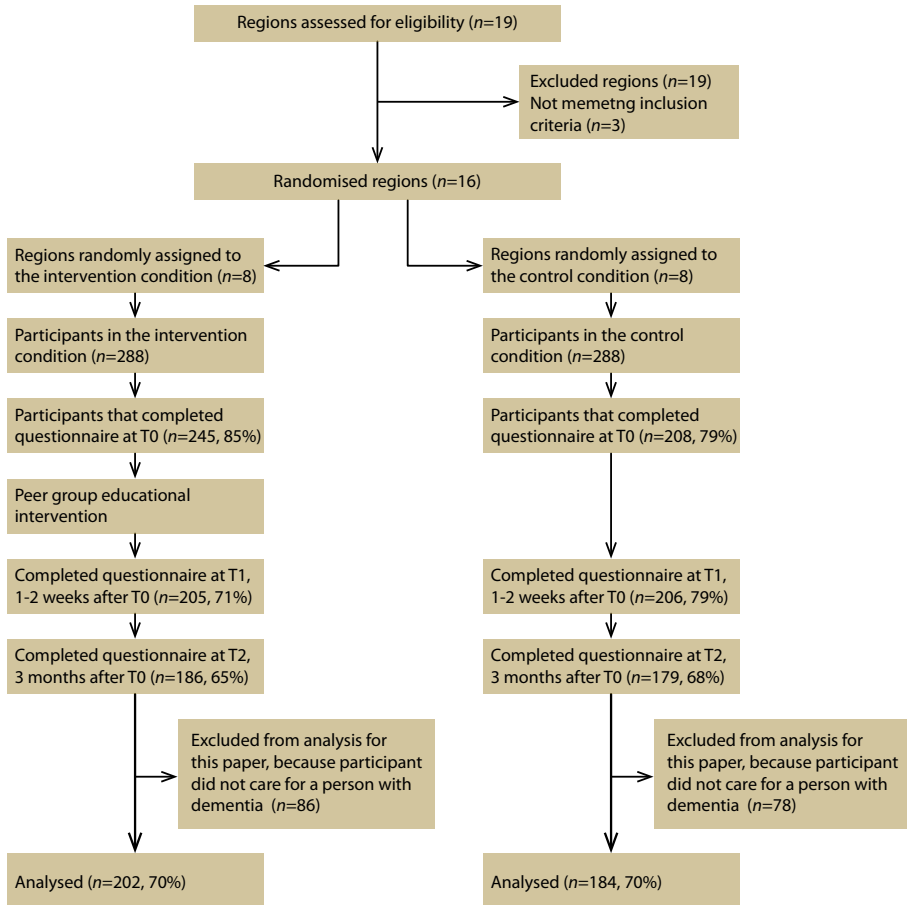 Regions assessed for eligibility (n=19)
Excluded regions (n=19)
Not memetng inclusion
criteria (n=3)
Randomised regions (n=16)
Regions randomly assigned to
the intervention condition (n=8)
Regions randomly assigned to
the control condition (n=8)
Participants in the intervention
condition (n=288)
Participants in the control
condition (n=288)
Participants that completed
questionnaire at T0 (n=245, 85%)
Participants that completed
questionnaire at T0 (n=208, 79%)
Peer group educational
intervention
Completed questionnaire at T1,
1-2 weeks after T0 (n=205, 71%)
Completed questionnaire at T1,
1-2 weeks after T0 (n=206, 79%)
Completed questionnaire at T2,
3 months after T0 (n=186, 65%)
Completed questionnaire at T2,
3 months after T0 (n=179, 68%)
Excluded from analysis for
this paper, because participant
did not care for a person with
dementia (n=86)
Excluded from analysis for
this paper, because participant
did not care for a person with
dementia (n=78)
Analysed (n=202, 70%)
Analysed (n=184, 70%)